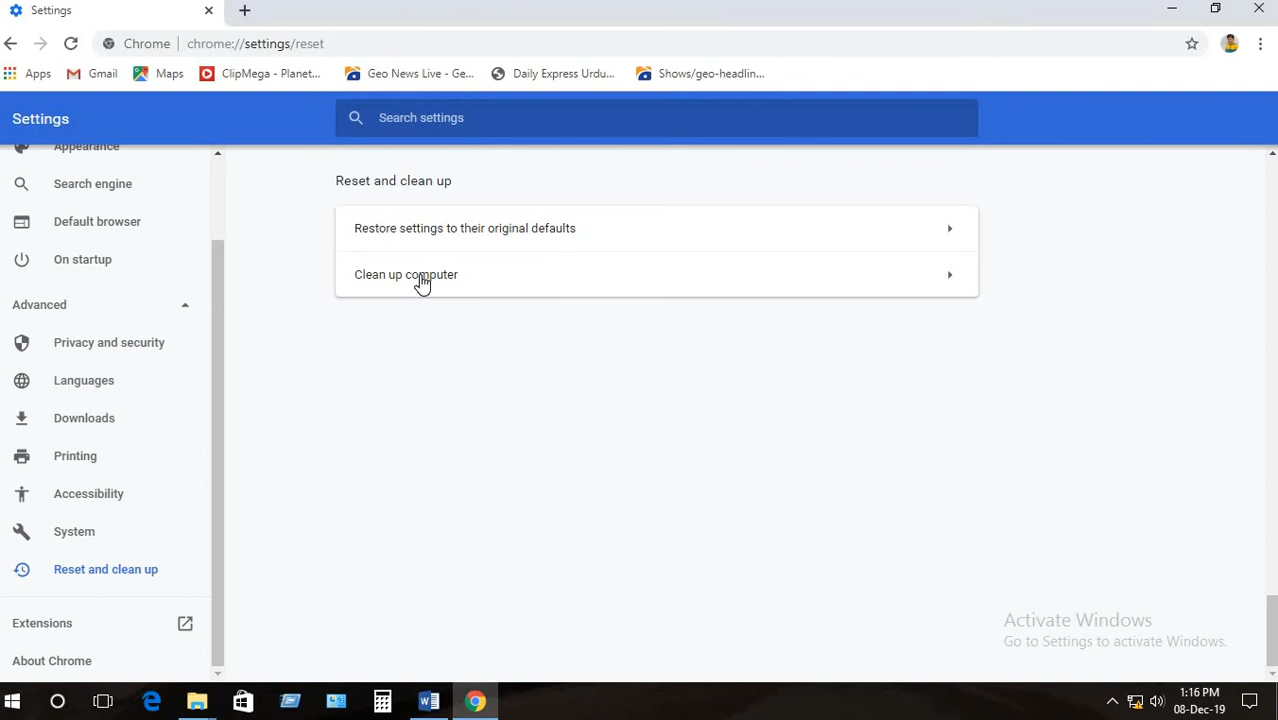 Settings
Chrome
chrome://settings/reset
Apps
Gmail
Maps
ClipMega - Planet...
Geo News Live - Ge...
Daily Express Urdu...
Shows/geo-headlin...
Settings
Search settings
Appearance
Search engine
Default browser
On startup
Advanced
Privacy and security
Languages
Downloads
Printing
Accessibility
System
Reset and clean up
Extensions
About Chrome
Reset and clean up
Restore settings to their original defaults
Clean up computer
Activate Windows
Go to Settings to activate Windows.
1:16 PM
08-Dec-19